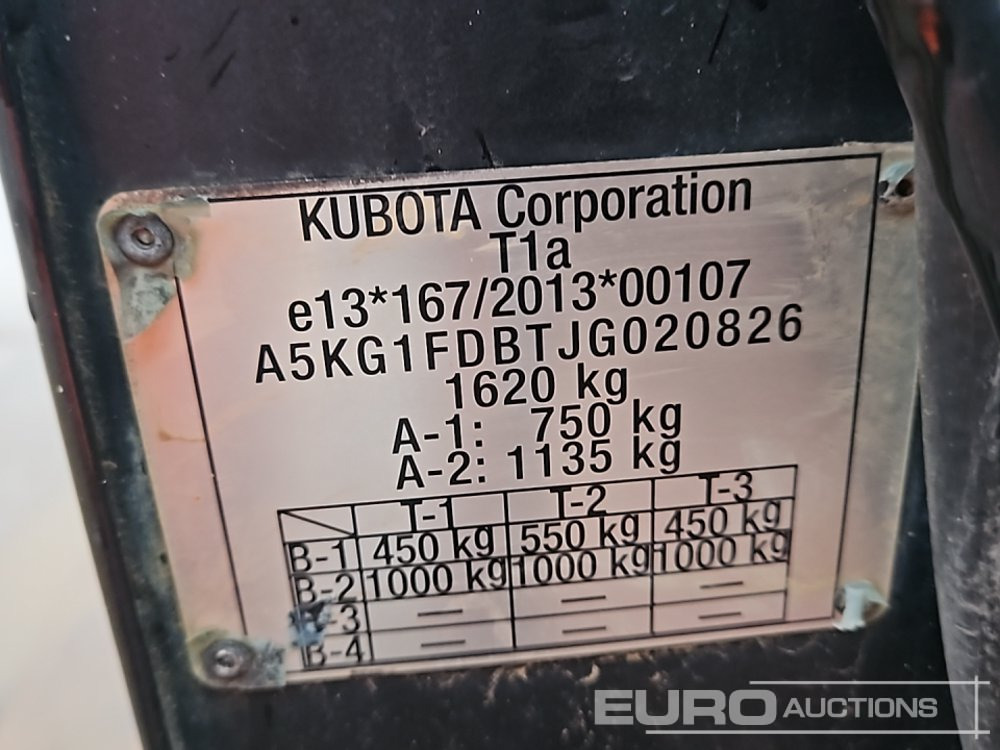 KUBOTA Corporation
T1a
e13*167/2013*00107
A5KG1FDBTJG020826
1620 kg
A-1: 750 kg
A-2: 1135 kg
T-1 T-2 T-3
B-1 450 kg 550 kg 450 kg
B-2 1000 kg 1000 kg 1000 kg
B-3 — — —
B-4 — — —
EURO AUCTIONS